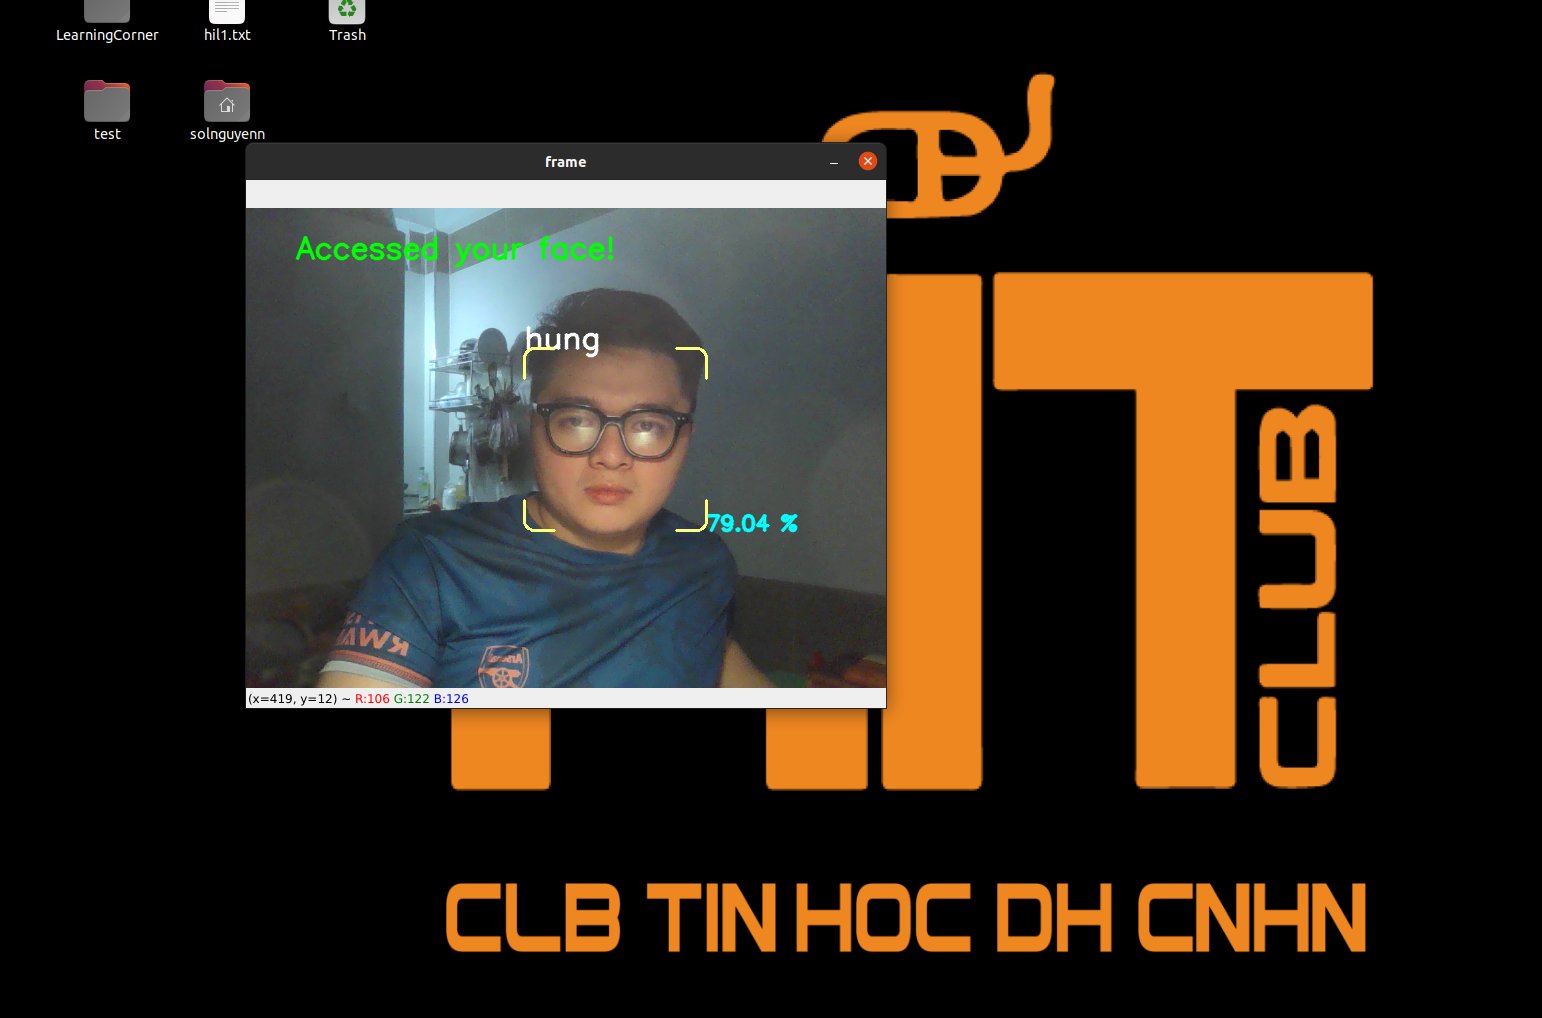 LearningCorner
hil1.txt
Trash
test
solnguyenn
frame
Accessed your face!
hung
79.04 %
(x=419, y=12) ~ R:106 G:122 B:126
HIT
CLUB
CLB TIN HOC DH CNHN